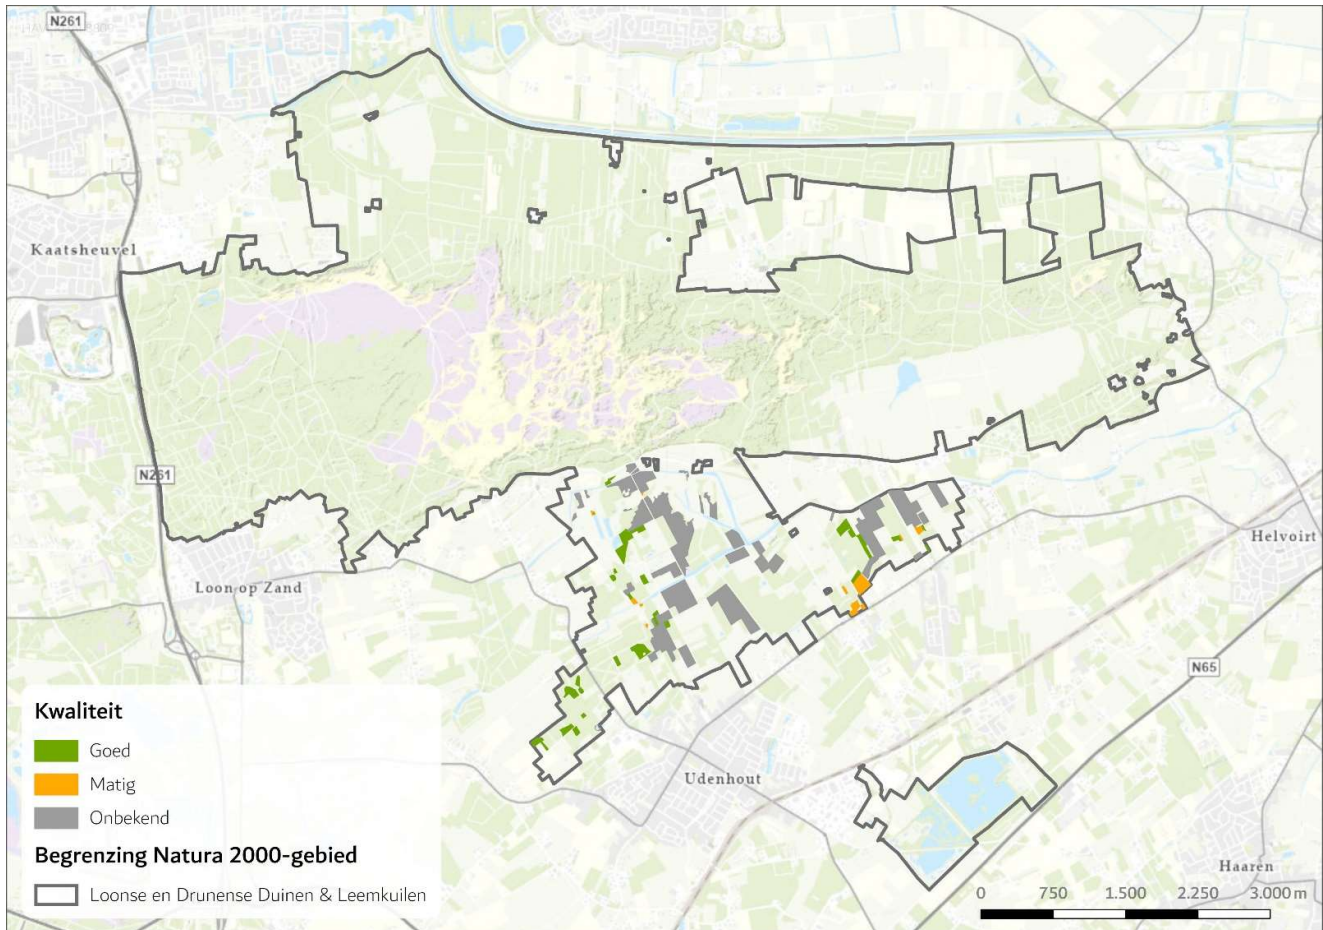 N261
Kaatsheuvel
N261
Loon op Zand
Helvoirt
N65
Udenhout
Haaren
Kwaliteit
Goed
Matig
Onbekend
Begrenzing Natura 2000-gebied
Loonse en Drunense Duinen & Leemkuilen
0 750 1.500 2.250 3.000 m